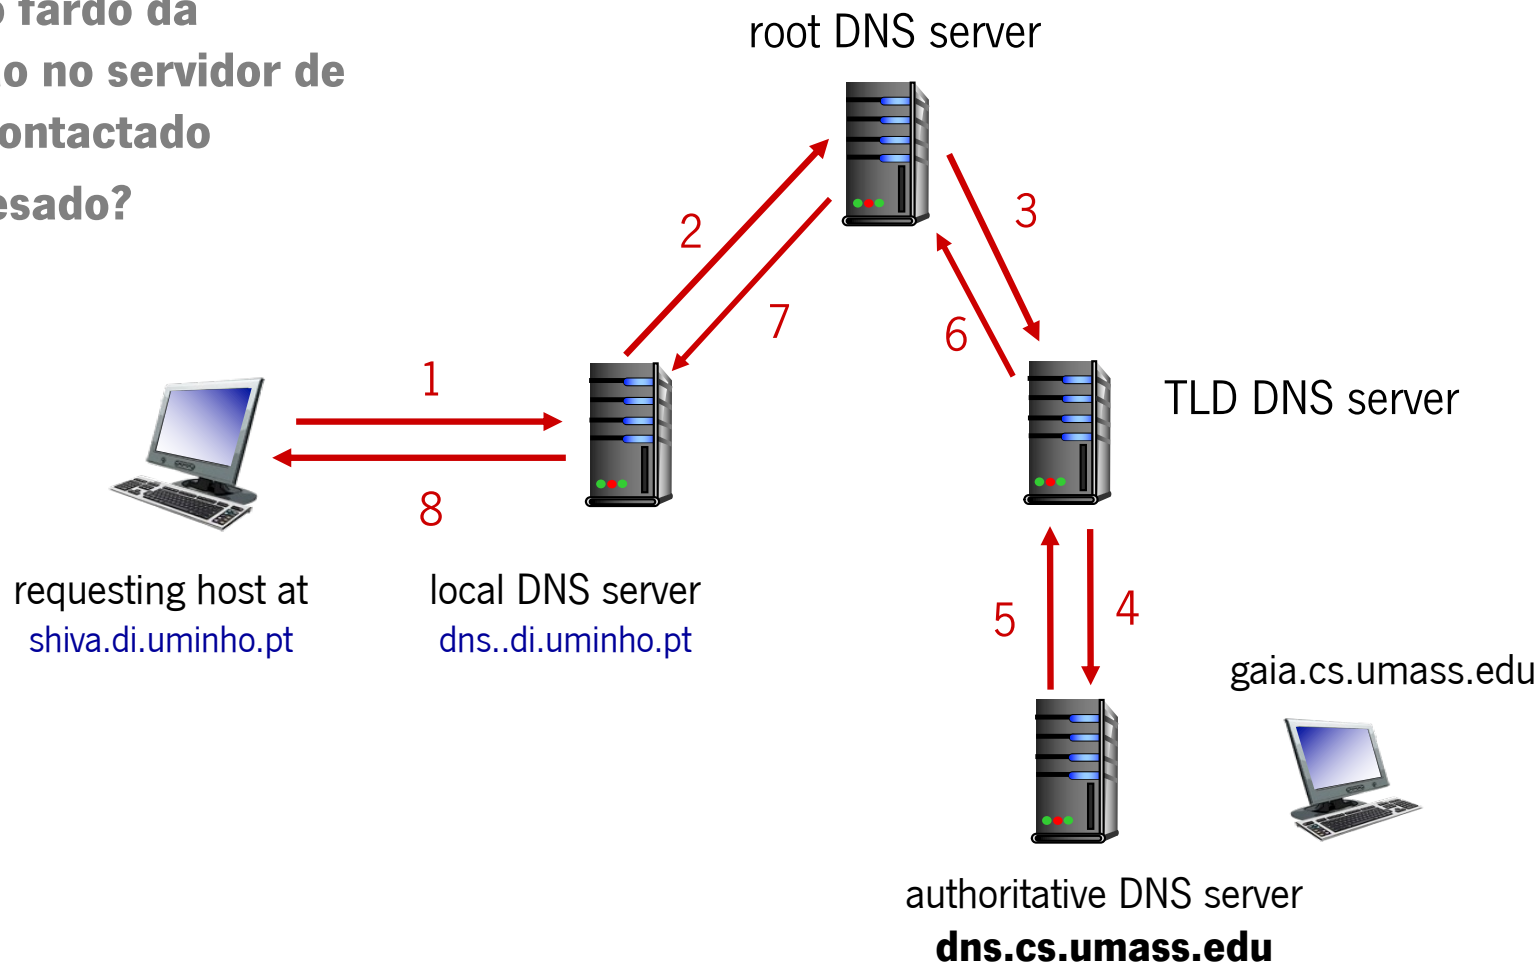 fardo da
no servidor de
root DNS server
2
3
7
6
1
8
TLD DNS server
requesting host at
shiva.di.uminho.pt
local DNS server
dns..di.uminho.pt
5
4
gaia.cs.umass.edu
authoritative DNS server
dns.cs.umass.edu